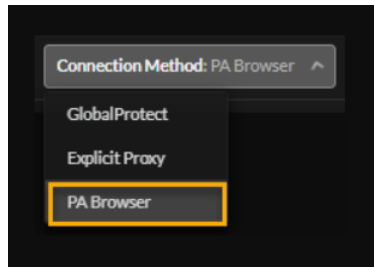 Connection Method: PA Browser
GlobalProtect
Explicit Proxy
PA Browser